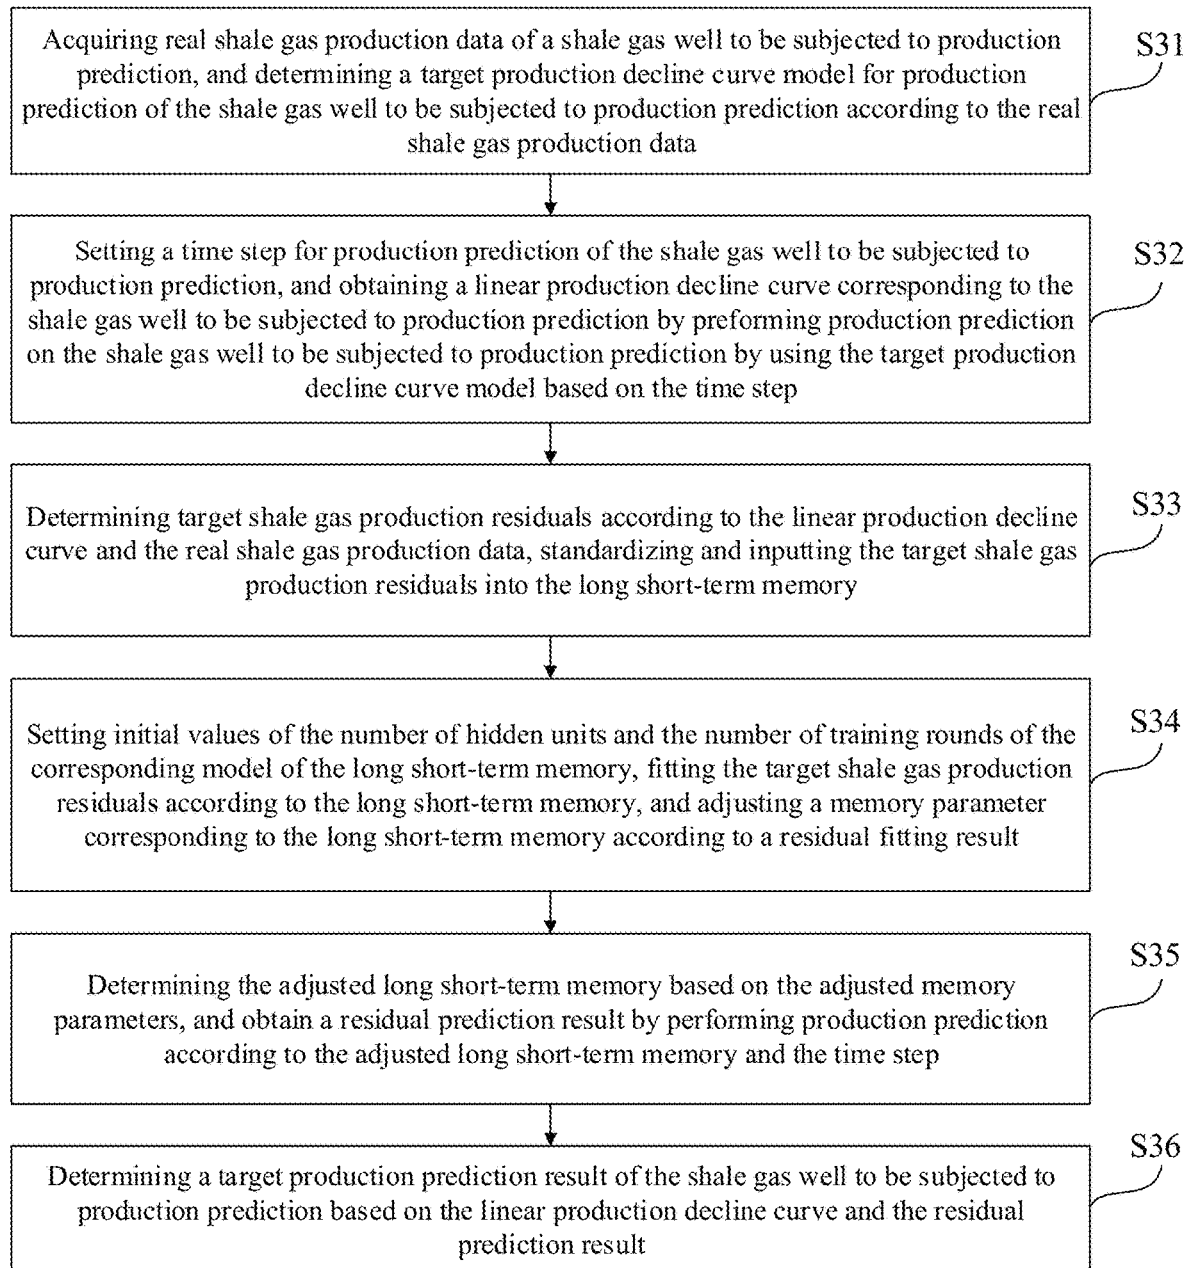 Acquiring real shale gas production data of a shale gas well to be subjected to production
prediction, and determining a target production decline curve model for production
prediction of the shale gas well to be subjected to production prediction according to the real
shale gas production data
S31
Setting a time step for production prediction of the shale gas well to be subjected to
production prediction, and obtaining a linear production decline curve corresponding to the
shale gas well to be subjected to production prediction by preforming production prediction
on the shale gas well to be subjected to production prediction by using the target production
decline curve model based on the time step
S32
Determining target shale gas production residuals according to the linear production decline
curve and the real shale gas production data, standardizing and inputting the target shale gas
production residuals into the long short-term memory
S33
Setting initial values of the number of hidden units and the number of training rounds of the
corresponding model of the long short-term memory, fitting the target shale gas production
residuals according to the long short-term memory, and adjusting a memory parameter
corresponding to the long short-term memory according to a residual fitting result
S34
Determining the adjusted long short-term memory based on the adjusted memory
parameters, and obtain a residual prediction result by performing production prediction
according to the adjusted long short-term memory and the time step
S35
Determining a target production prediction result of the shale gas well to be subjected to
production prediction based on the linear production decline curve and the residual
prediction result
S36